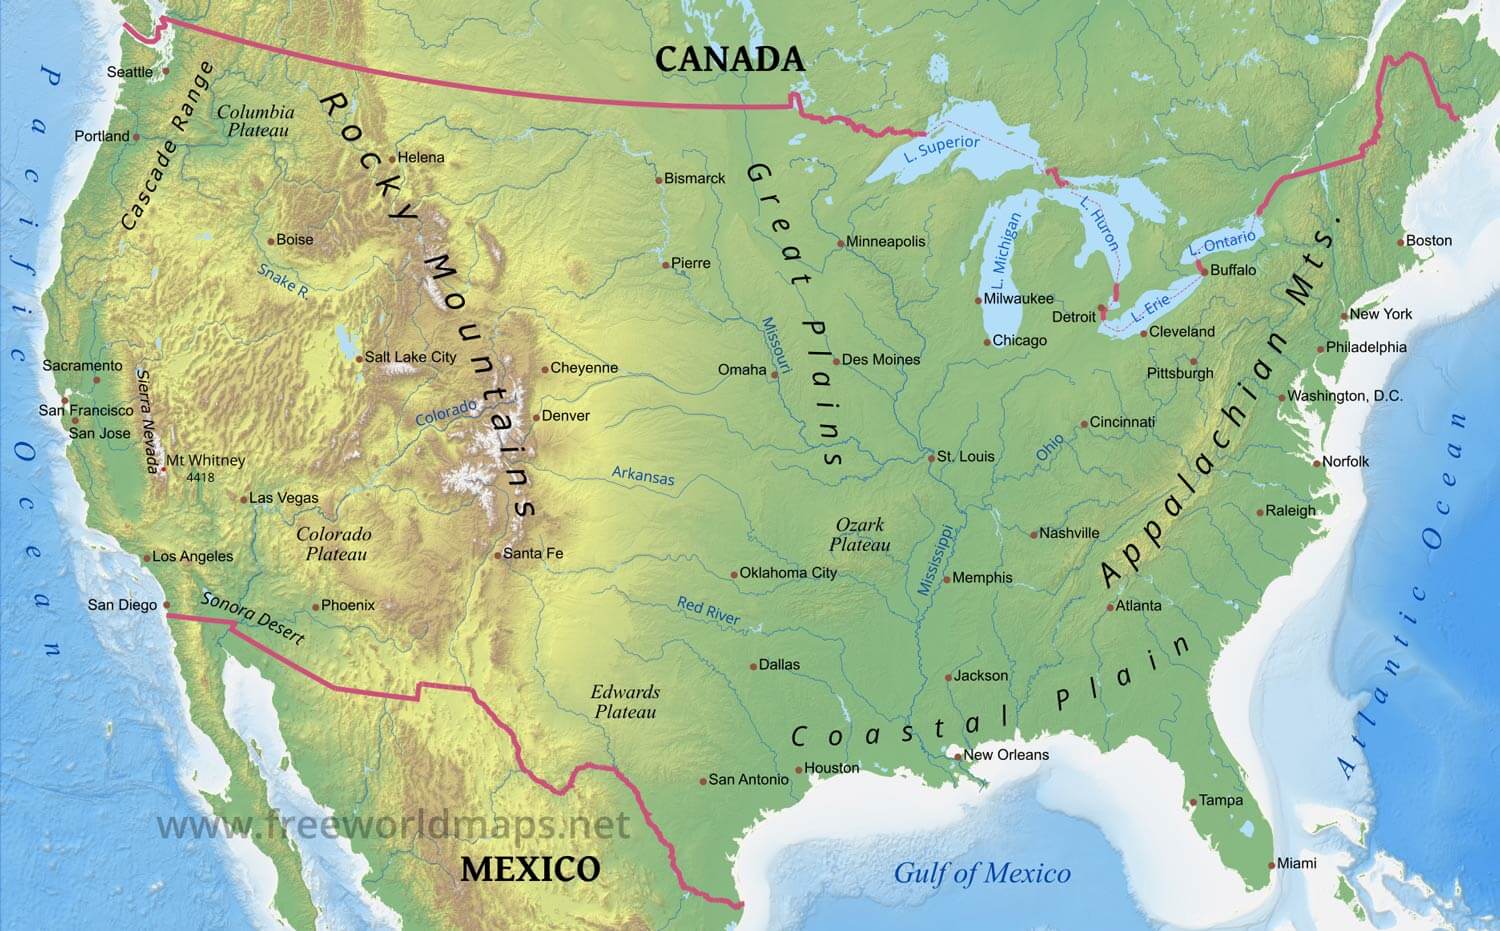 CANADA
Pacific Ocean
Seattle
Cascade Range
Columbia
Plateau
Portland
Rocky Mountains
Helena
Bismarck
Great Plains
L. Superior
L. Michigan
L. Huron
L. Ontario
L. Erie
Boise
Snake R.
Pierre
Minneapolis
Milwaukee
Detroit
Buffalo
Boston
Appalachian Mts.
New York
Cleveland
Chicago
Philadelphia
Pittsburgh
Sacramento
Salt Lake City
Cheyenne
Omaha
Missouri
Des Moines
Washington, D.C.
San Francisco
San Jose
Sierra Nevada
Colorado
Denver
Cincinnati
Ohio
St. Louis
Norfolk
Mt Whitney
4418
Las Vegas
Arkansas
Raleigh
Atlantic Ocean
Colorado
Plateau
Ozark
Plateau
Mississippi
Nashville
Los Angeles
Santa Fe
Oklahoma City
Memphis
San Diego
Sonora Desert
Phoenix
Red River
Atlanta
Dallas
Jackson
Edwards
Plateau
Coastal Plain
New Orleans
Houston
San Antonio
Tampa
www.freeworldmaps.net
MEXICO
Gulf of Mexico
Miami